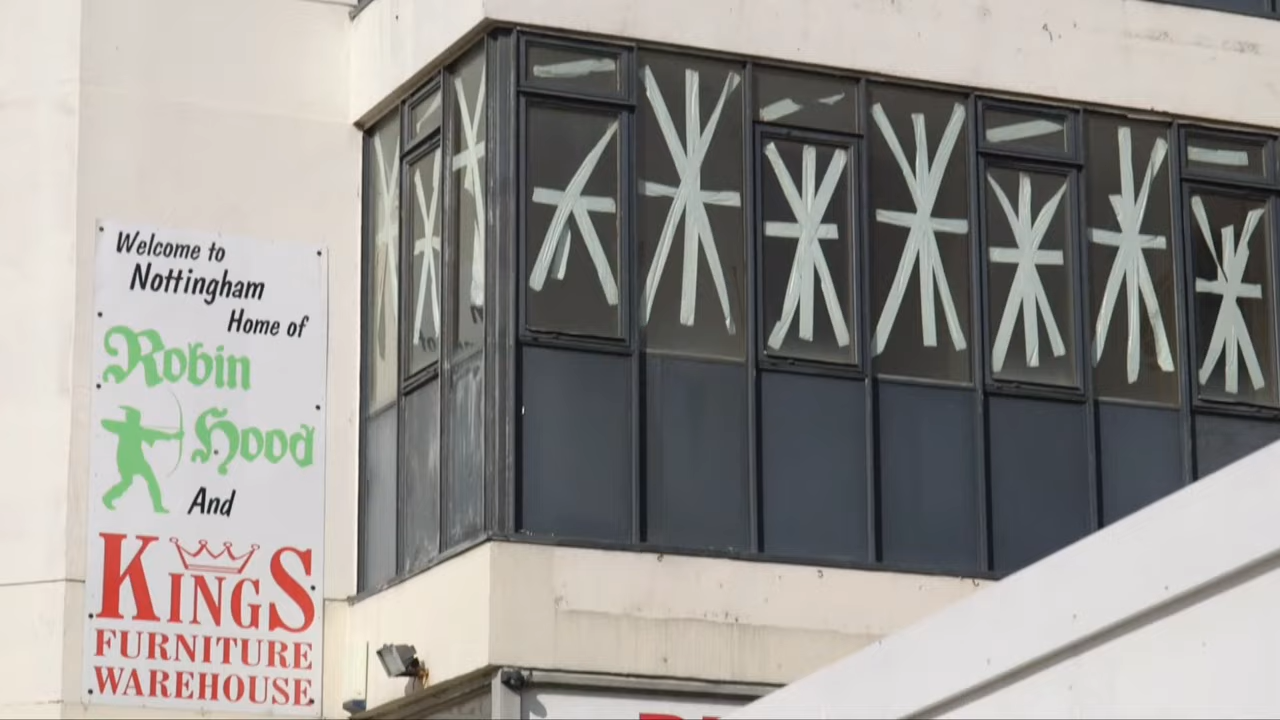 Welcome to
Nottingham
Home of
Robin
Hood
And
KINGS
FURNITURE
WAREHOUSE